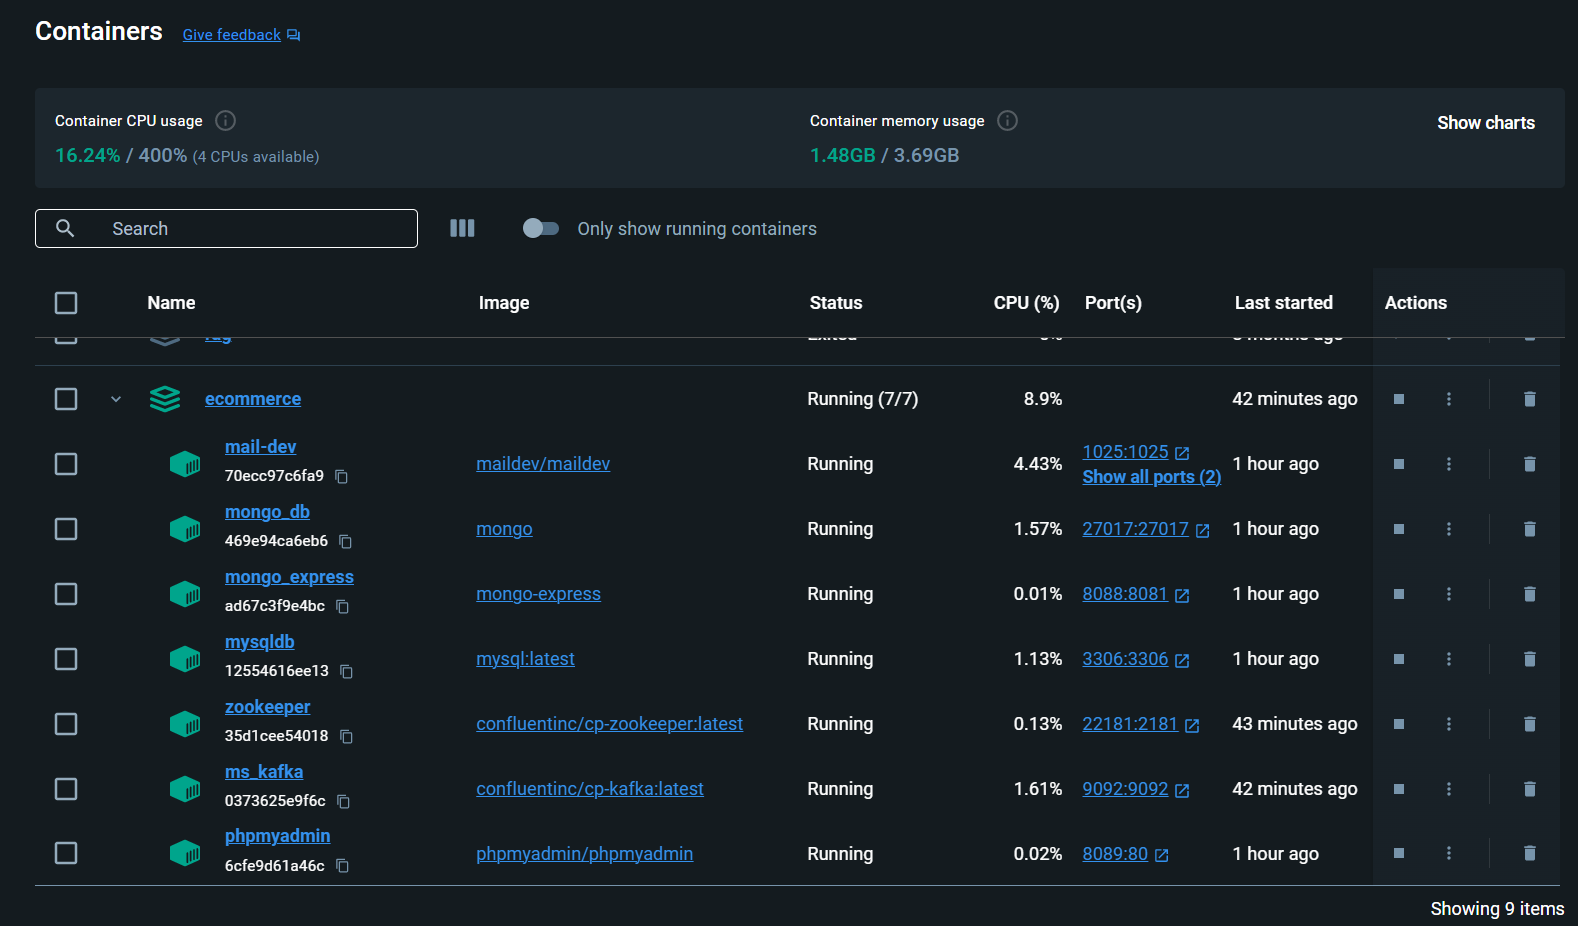 Containers Give feedback
Container CPU usage
16.24% / 400% (4 CPUs available)
Container memory usage
1.48GB / 3.69GB
Show charts
Search
Only show running containers
Name Image Status CPU (%) Port(s) Last started Actions
ecommerce Running (7/7) 8.9% 42 minutes ago
mail-dev
70ecc97c6fa9
maildev/maildev Running 4.43% 1025:1025
Show all ports (2)
1 hour ago
mongo_db
469e94ca6eb6
mongo Running 1.57% 27017:27017 1 hour ago
mongo_express
ad67c3f9e4bc
mongo-express Running 0.01% 8088:8081 1 hour ago
mysqldb
12554616ee13
mysql:latest Running 1.13% 3306:3306 1 hour ago
zookeeper
35d1cee54018
confluentinc/cp-zookeeper:latest Running 0.13% 22181:2181 43 minutes ago
ms_kafka
0373625e9f6c
confluentinc/cp-kafka:latest Running 1.61% 9092:9092 42 minutes ago
phpmyadmin
6cfe9d61a46c
phpmyadmin/phpmyadmin Running 0.02% 8089:80 1 hour ago
Showing 9 items